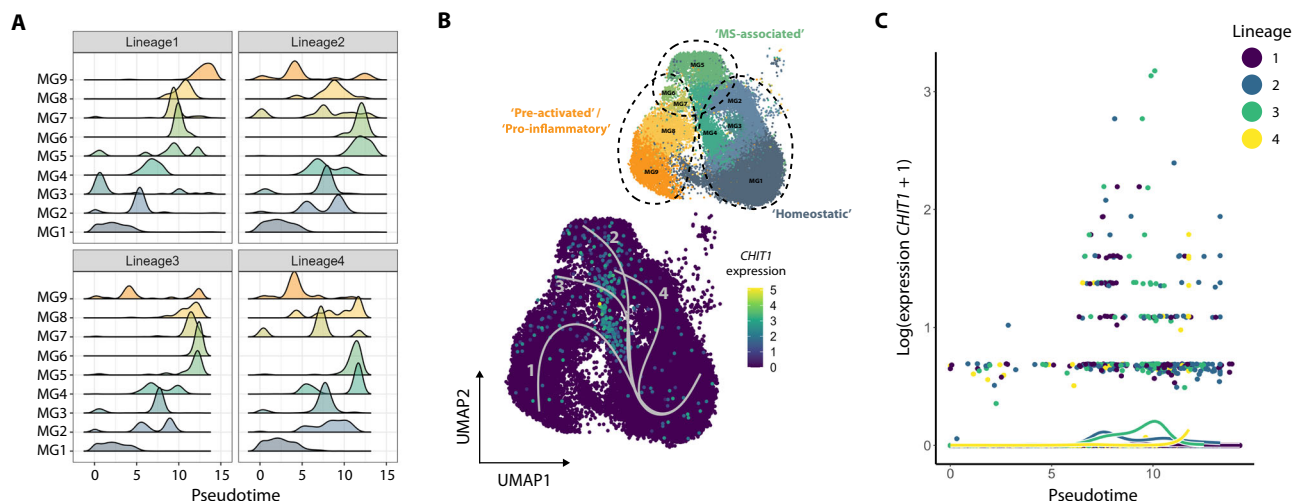 A
Lineage1
Lineage2
MG9
MG8
MG7
MG6
MG5
MG4
MG3
MG2
MG1
Lineage3
Lineage4
MG9
MG8
MG7
MG6
MG5
MG4
MG3
MG2
MG1
0 5 10 15 0 5 10 15
Pseudotime
B
'MS-associated'
'Pre-activated' /
'Pro-inflammatory'
'Homeostatic'
MG5
MG6
MG7
MG2
MG8
MG4
MG3
MG9
MG1
CHIT1
expression
5
4
3
2
1
0
2
4
1
UMAP2
UMAP1
C
Lineage
1
2
3
4
Log(expression CHIT1 + 1)
3
2
1
0
0 5 10
Pseudotime